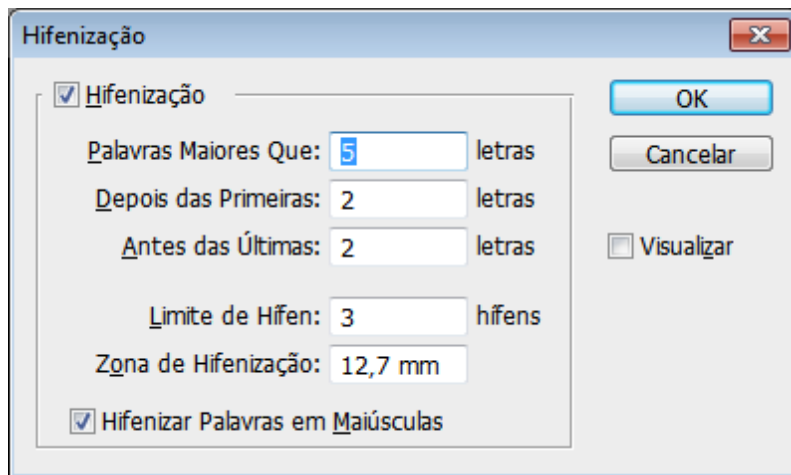 Hifenização
Hifenização
OK
Palavras Maiores Que: 5 letras
Cancelar
Depois das Primeiras: 2 letras
Antes das Últimas: 2 letras
Visualizar
Limite de Hífen: 3 hífens
Zona de Hifenização: 12,7 mm
Hifenizar Palavras em Maiúsculas